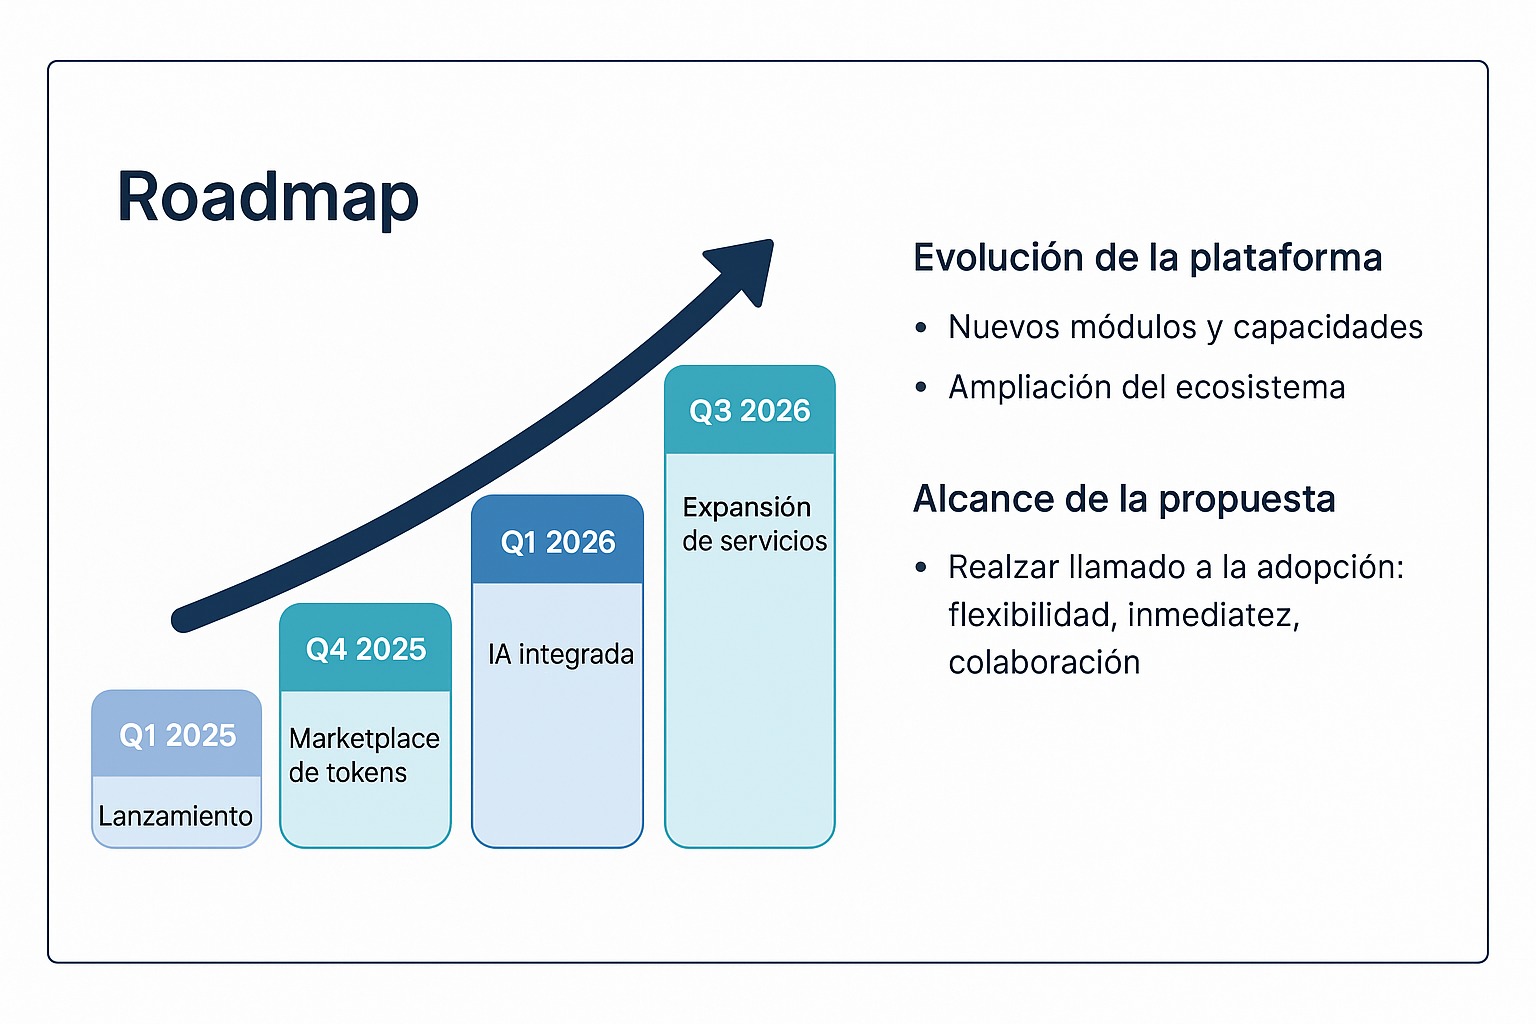 Roadmap
Q1 2025
Lanzamiento
Q4 2025
Marketplace
de tokens
Q1 2026
IA integrada
Q3 2026
Expansión
de servicios
Evolución de la plataforma
• Nuevos módulos y capacidades
• Ampliación del ecosistema
Alcance de la propuesta
• Realzar llamado a la adopción:
flexibilidad, inmediatez,
colaboración